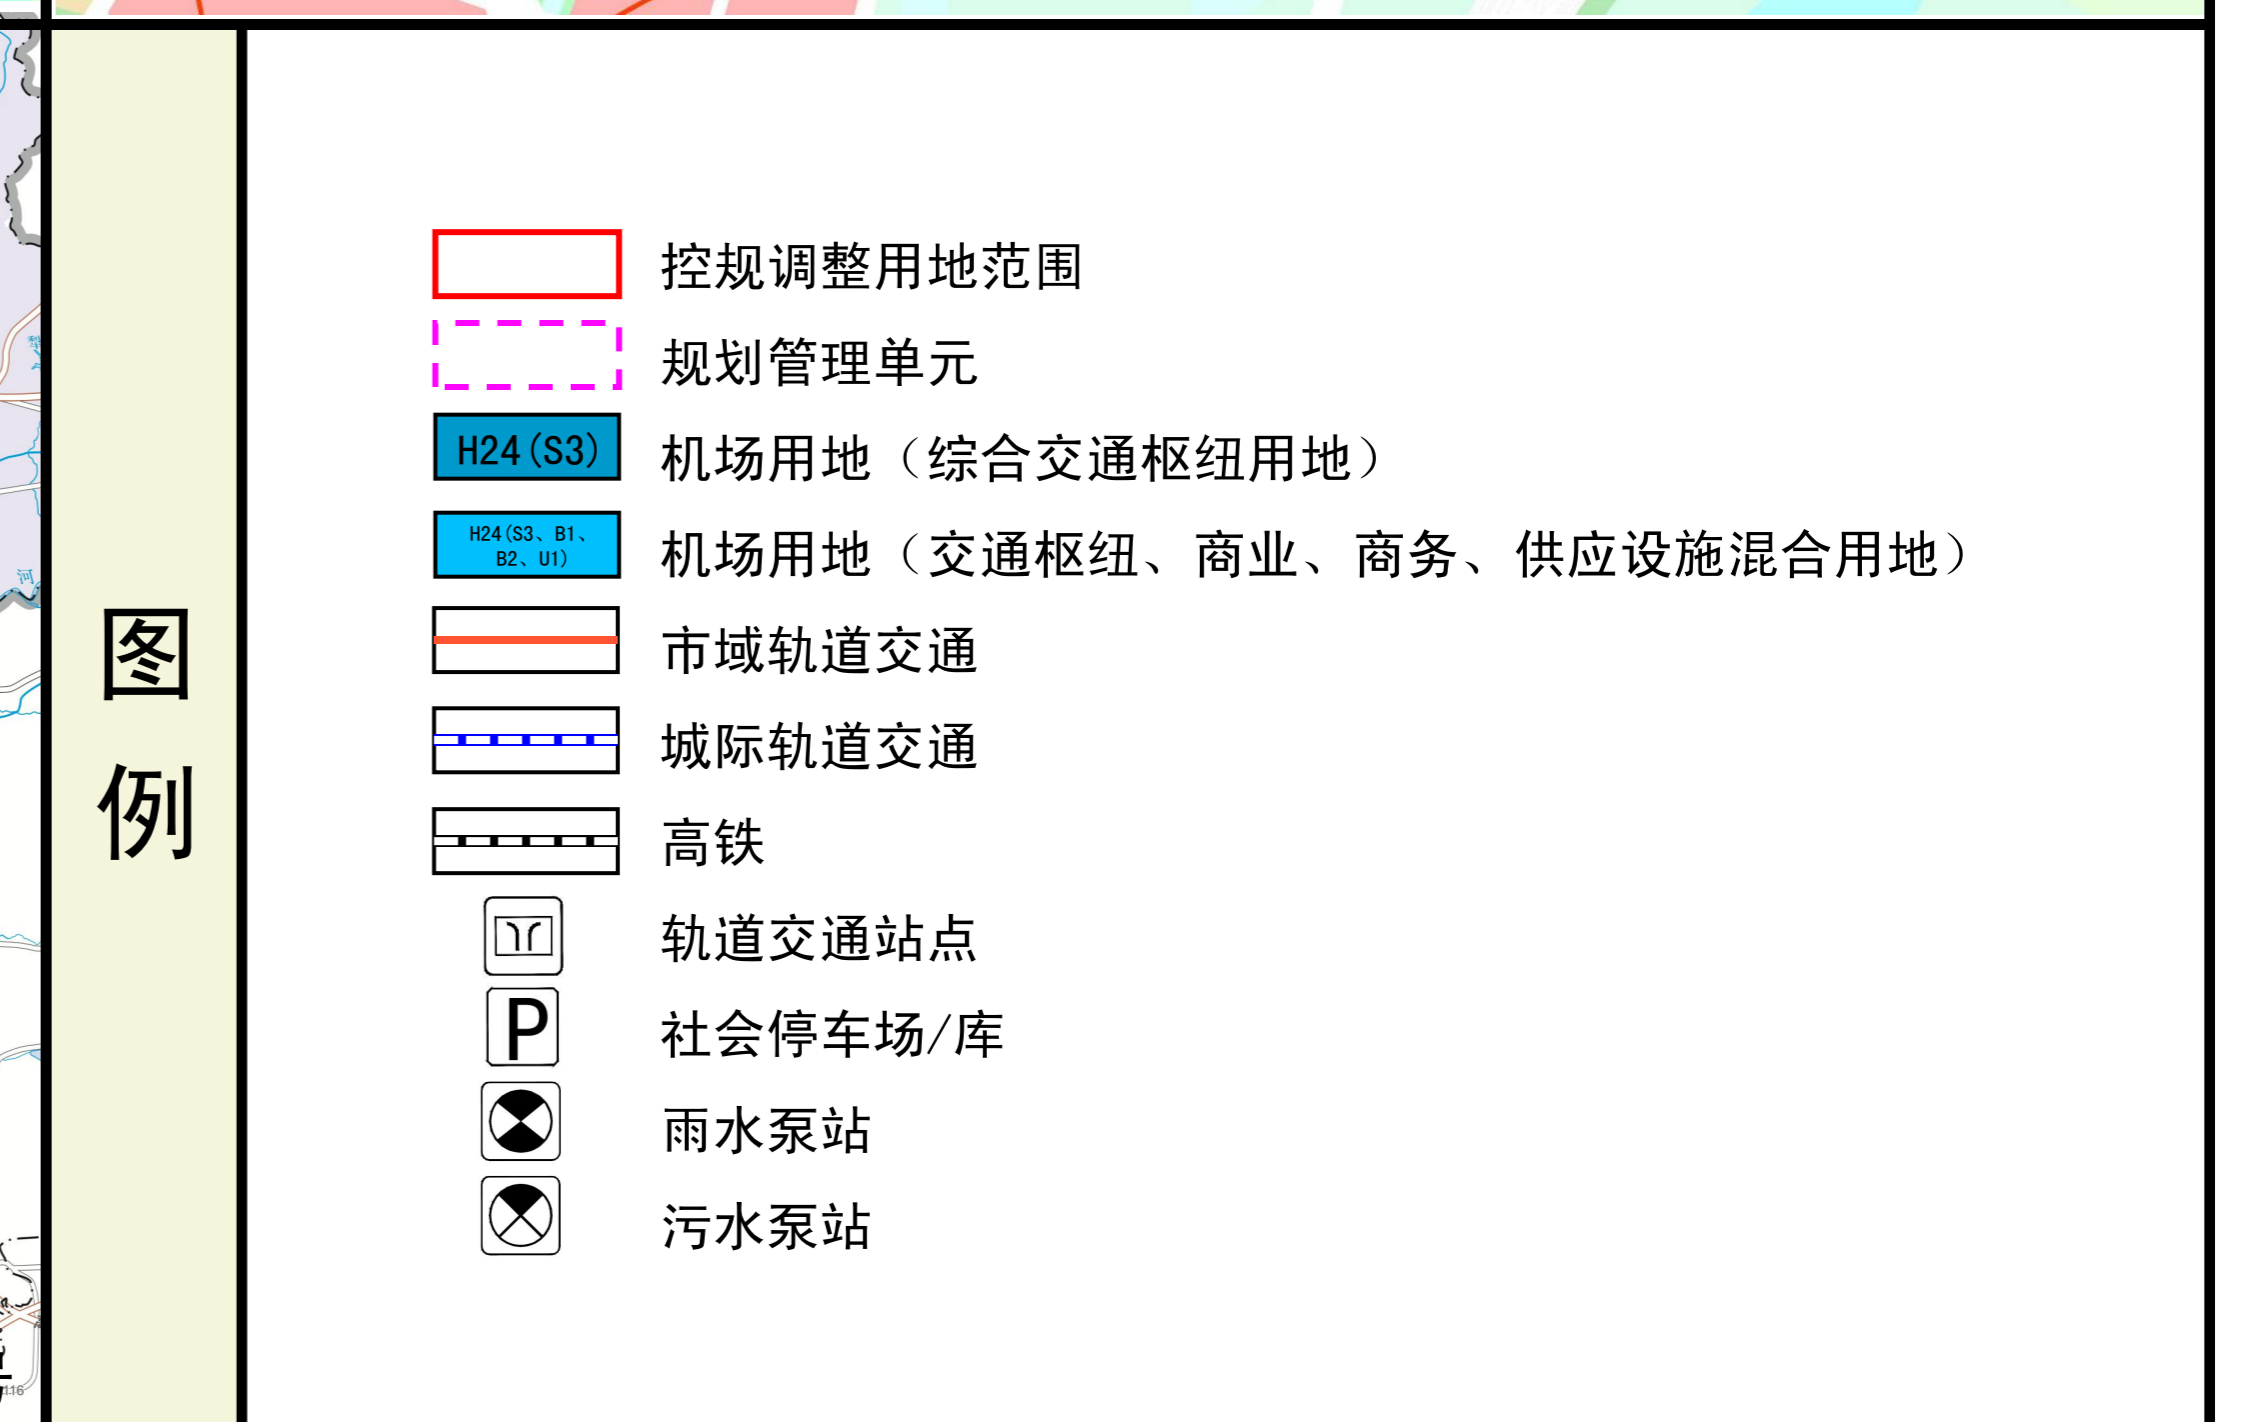 图例
控规调整用地范围
规划管理单元
H24(S3)
机场用地（综合交通枢纽用地）
H24(S3、B1、
B2、U1)
机场用地（交通枢纽、商业、商务、供应设施混合用地）
市域轨道交通
城际轨道交通
高铁
轨道交通站点
P
社会停车场/库
雨水泵站
污水泵站
河
116